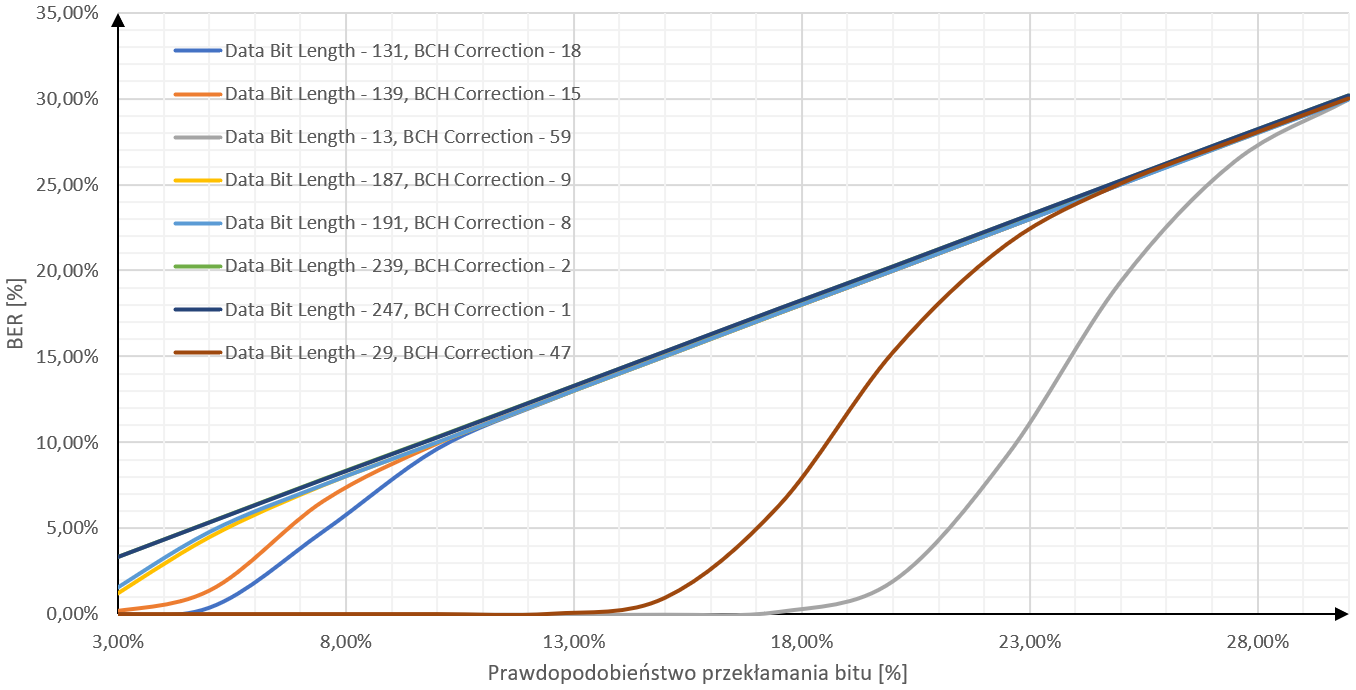 35,00%
30,00%
25,00%
20,00%
15,00%
10,00%
5,00%
0,00%
BER [%]
Data Bit Length - 131, BCH Correction - 18
Data Bit Length - 139, BCH Correction - 15
Data Bit Length - 13, BCH Correction - 59
Data Bit Length - 187, BCH Correction - 9
Data Bit Length - 191, BCH Correction - 8
Data Bit Length - 239, BCH Correction - 2
Data Bit Length - 247, BCH Correction - 1
Data Bit Length - 29, BCH Correction - 47
3,00% 8,00% 13,00% 18,00% 23,00% 28,00%
Prawdopodobieństwo przekłamania bitu [%]